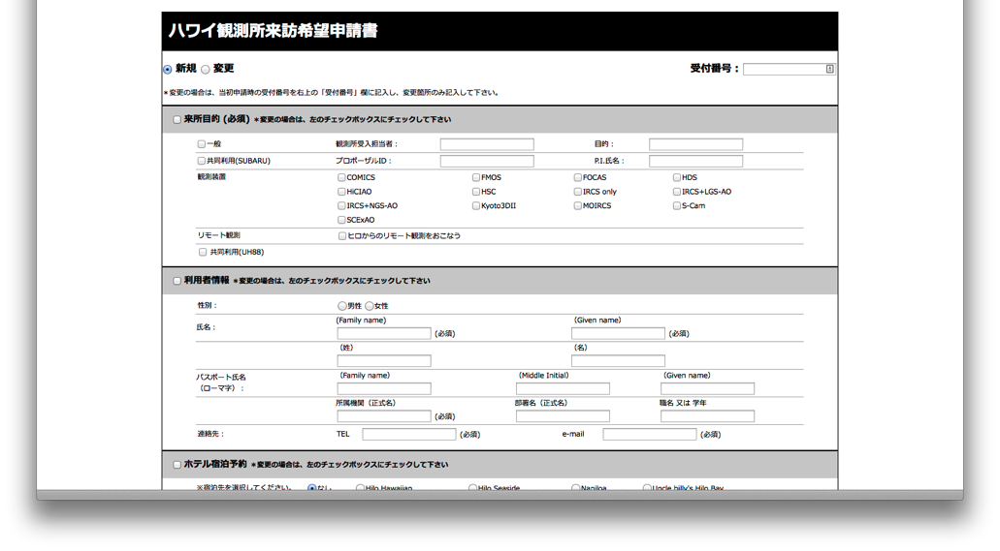 ハワイ観測所来訪希望申請書
新規 変更 受付番号：
＊変更の場合は、当初申請時の受付番号を右上の「受付番号」欄に記入し、変更箇所のみ記入して下さい。
来所目的 (必須) ＊変更の場合は、左のチェックボックスにチェックして下さい
一般 観測所受入担当者： 目的：
共同利用(SUBARU) プロポーザルID： P.I.氏名：
観測装置 COMICS FMOS FOCAS HDS
HiCIAO HSC IRCS only IRCS+LGS-AO
IRCS+NGS-AO Kyoto3DII MOIRCS S-Cam
SCExAO
リモート観測 ヒロからのリモート観測をおこなう
共同利用(UH88)
利用者情報 ＊変更の場合は、左のチェックボックスにチェックして下さい
性別： 男性 女性
(Family name) (Given name)
氏名： (必須) (必須)
（姓） （名）
パスポート氏名 (Family name) (Middle Initial) (Given name)
（ローマ字）：
所属機関（正式名） 部署名（正式名） 職名 又は 学年
(必須)
連絡先： TEL (必須) e-mail (必須)
ホテル宿泊予約 ＊変更の場合は、左のチェックボックスにチェックして下さい
※宿泊先を選択してください。 なし Hilo Hawaiian Hilo Seaside Naniloa Uncle billy's Hilo Bay